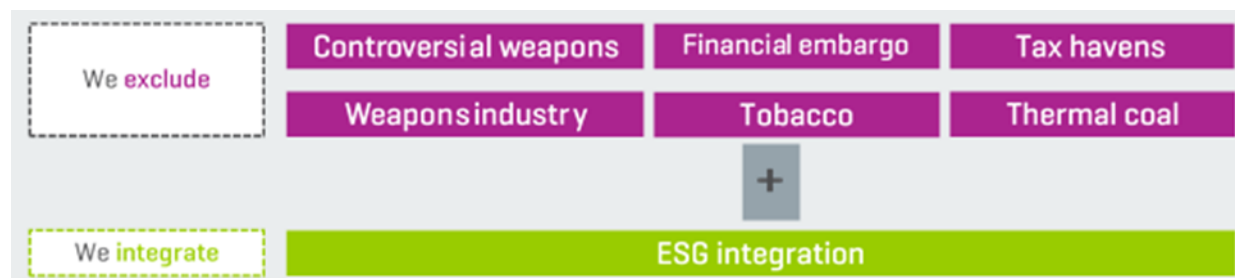 We exclude
Controversial weapons
Financial embargo
Tax havens
Weapons industry
Tobacco
Thermal coal
+
We integrate
ESG integration